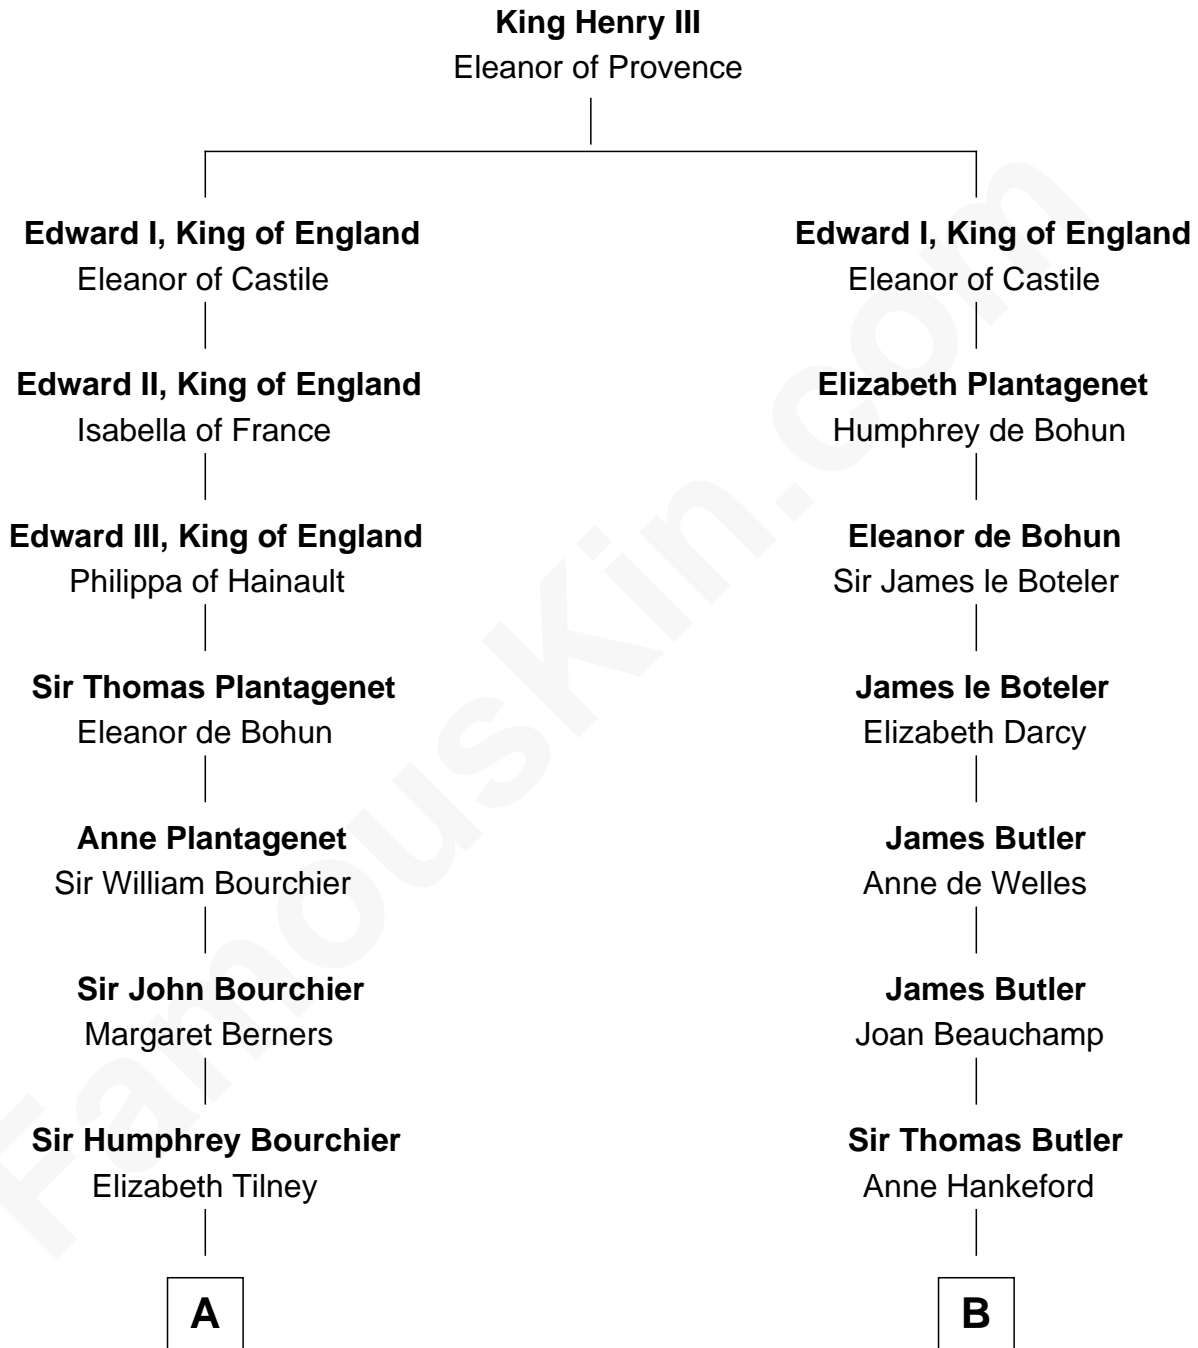 King Henry III
Eleanor of Provence
Edward I, King of England
Eleanor of Castile
Edward II, King of England
Isabella of France
Edward III, King of England
Philippa of Hainault
Sir Thomas Plantagenet
Eleanor de Bohun
Anne Plantagenet
Sir William Bourchier
Sir John Bourchier
Margaret Berners
Sir Humphrey Bourchier
Elizabeth Tilney
A
Edward I, King of England
Eleanor of Castile
Elizabeth Plantagenet
Humphrey de Bohun
Eleanor de Bohun
Sir James le Boteler
James le Boteler
Elizabeth Darcy
James Butler
Anne de Welles
James Butler
Joan Beauchamp
Sir Thomas Butler
Anne Hankeford
B
FamousKin.com